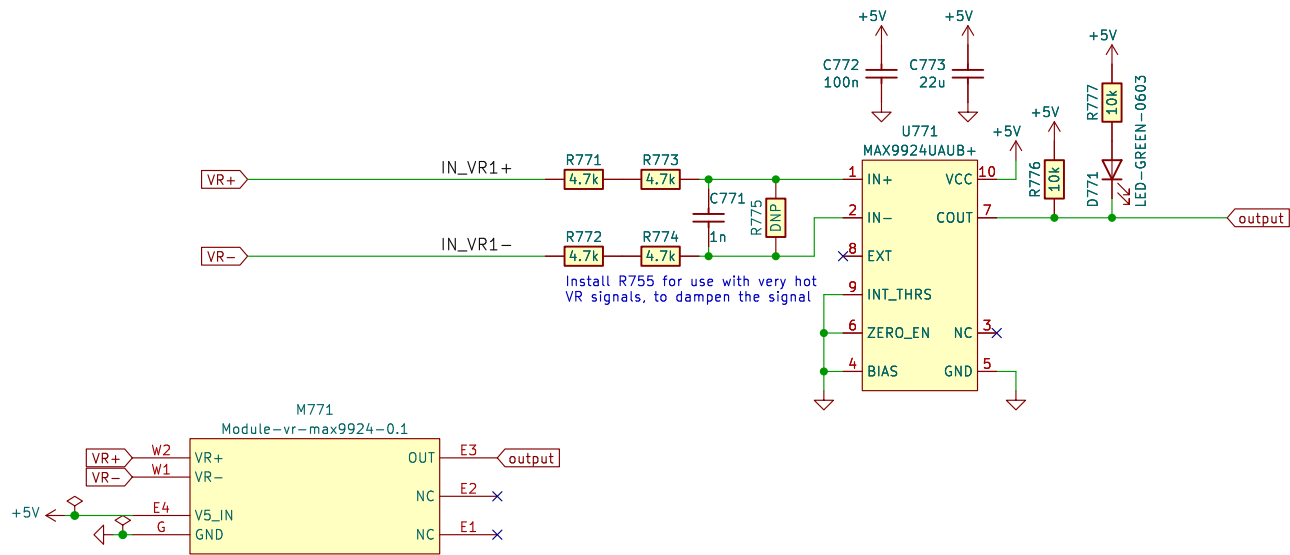 +5V
+5V
+5V
C772
100n
C773
22u
R777
10k
LED-GREEN-0603
D771
+5V
R776
10k
+5V
U771
MAX9924UAUB+
VR+
IN_VR1+
R771
4.7k
R773
4.7k
C771
1n
R775
DNP
VR-
IN_VR1-
R772
4.7k
R774
4.7k
Install R755 for use with very hot
VR signals, to dampen the signal
1 IN+ VCC 10
2 IN- COUT 7
output
8 EXT
9 INT_THRS
6 ZERO_EN NC 3
4 BIAS GND 5
M771
Module-vr-max9924-0.1
VR+ W2 VR+ OUT E3 output
VR- W1 VR-
NC E2
+5V E4 V5_IN
G GND NC E1